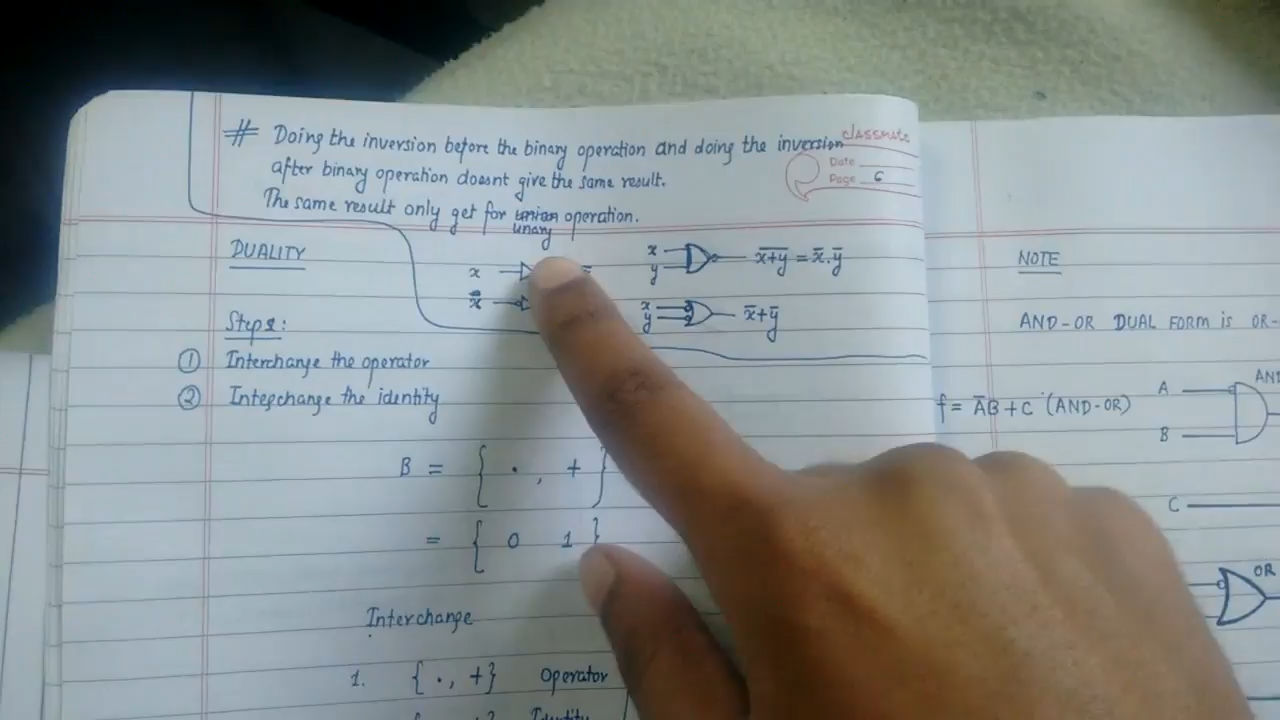 # Doing the inversion before the binary operation and doing the inversion
after binary operation doesnt give the same result.
The same result only get for operation.
unary
classmate
Date
Page 6
DUALITY
x
x̄
=
x
y
x̄+ȳ
x
y
x̄+ȳ = x̄.ȳ
Steps:
① Interchange the operator
② Interchange the identity
B = { . , + }
= { 0 1 }
Interchange
1. { . , + } Operator
Identity
NOTE
AND-OR DUAL FORM is OR-
f = ĀB + C (AND-OR)
A
B
AND
C
OR